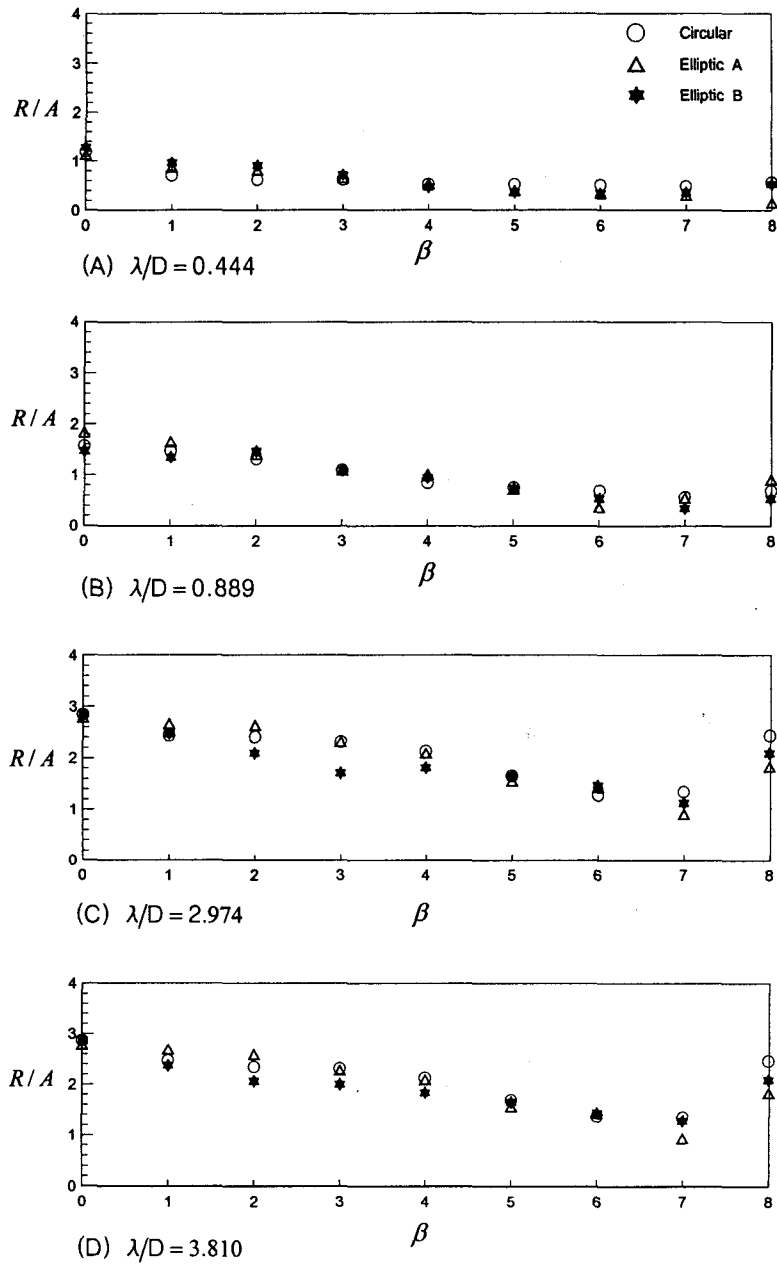 4
Circular
Elliptic A
Elliptic B
3
2
R/A
1
0
0 1 2 3 4 5 6 7 8
β
(A) λ/D = 0.444
4
3
R/A
2
1
0
0 1 2 3 4 5 6 7 8
β
(B) λ/D = 0.889
4
3
R/A
2
1
0
0 1 2 3 4 5 6 7 8
(C) λ/D = 2.974
β
4
3
R/A
2
1
0
0 1 2 3 4 5 6 7 8
β
(D) λ/D = 3.810